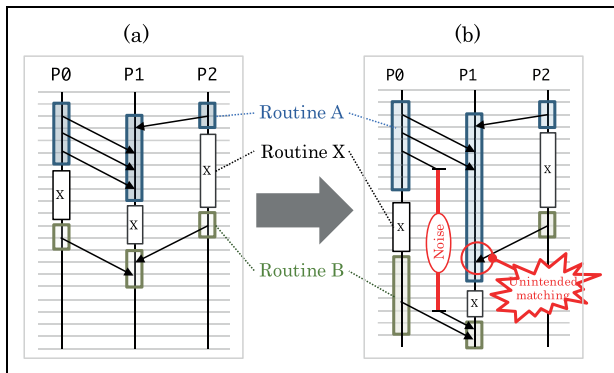 (a)
(b)
P0 P1 P2
P0 P1 P2
Routine A
Routine X
Routine B
X
X
X
X
X
X
Noise
Unintended
matching